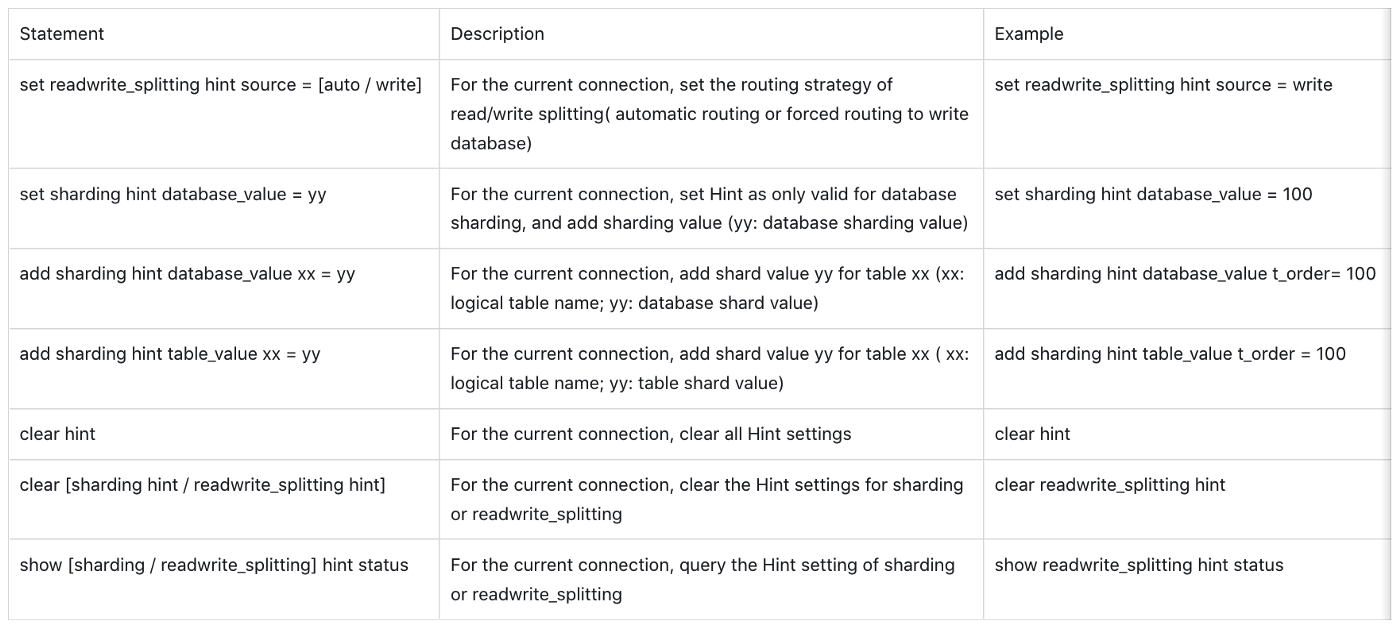 Statement
Description
Example
set readwrite_splitting hint source = [auto / write]
For the current connection, set the routing strategy of
read/write splitting( automatic routing or forced routing to write
database)
set readwrite_splitting hint source = write
set sharding hint database_value = yy
For the current connection, set Hint as only valid for database
sharding, and add sharding value (yy: database sharding value)
set sharding hint database_value = 100
add sharding hint database_value xx = yy
For the current connection, add shard value yy for table xx (xx:
logical table name; yy: database shard value)
add sharding hint database_value t_order= 100
add sharding hint table_value xx = yy
For the current connection, add shard value yy for table xx ( xx:
logical table name; yy: table shard value)
add sharding hint table_value t_order = 100
clear hint
For the current connection, clear all Hint settings
clear hint
clear [sharding hint / readwrite_splitting hint]
For the current connection, clear the Hint settings for sharding
or readwrite_splitting
clear readwrite_splitting hint
show [sharding / readwrite_splitting] hint status
For the current connection, query the Hint setting of sharding
or readwrite_splitting
show readwrite_splitting hint status